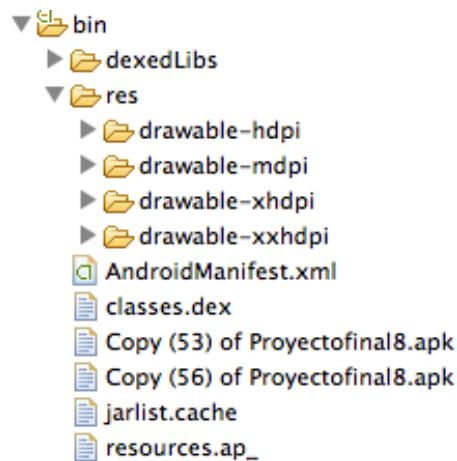 bin
dexedLibs
res
drawable-hdpi
drawable-mdpi
drawable-xhdpi
drawable-xxhdpi
AndroidManifest.xml
classes.dex
Copy (53) of Proyectofinal8.apk
Copy (56) of Proyectofinal8.apk
jarlist.cache
resources.ap_